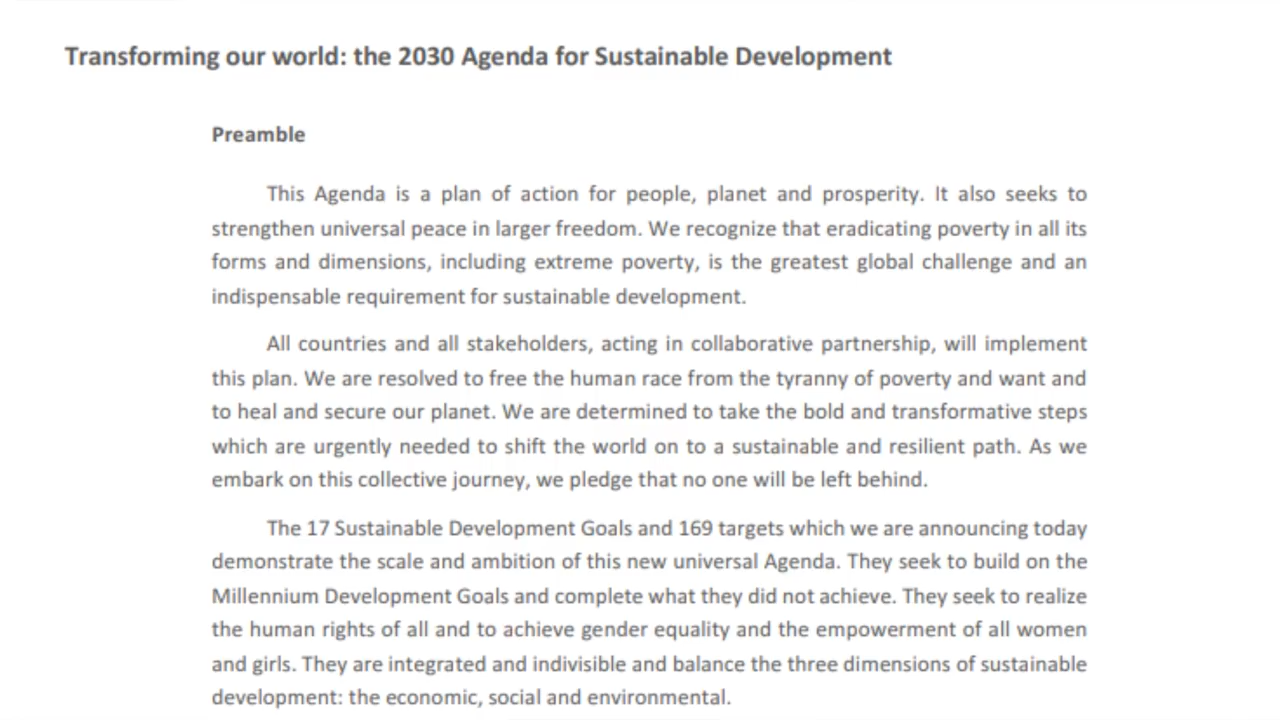 Transforming our world: the 2030 Agenda for Sustainable Development
Preamble
This Agenda is a plan of action for people, planet and prosperity. It also seeks to
strengthen universal peace in larger freedom. We recognize that eradicating poverty in all its
forms and dimensions, including extreme poverty, is the greatest global challenge and an
indispensable requirement for sustainable development.
All countries and all stakeholders, acting in collaborative partnership, will implement
this plan. We are resolved to free the human race from the tyranny of poverty and want and
to heal and secure our planet. We are determined to take the bold and transformative steps
which are urgently needed to shift the world on to a sustainable and resilient path. As we
embark on this collective journey, we pledge that no one will be left behind.
The 17 Sustainable Development Goals and 169 targets which we are announcing today
demonstrate the scale and ambition of this new universal Agenda. They seek to build on the
Millennium Development Goals and complete what they did not achieve. They seek to realize
the human rights of all and to achieve gender equality and the empowerment of all women
and girls. They are integrated and indivisible and balance the three dimensions of sustainable
development: the economic, social and environmental.